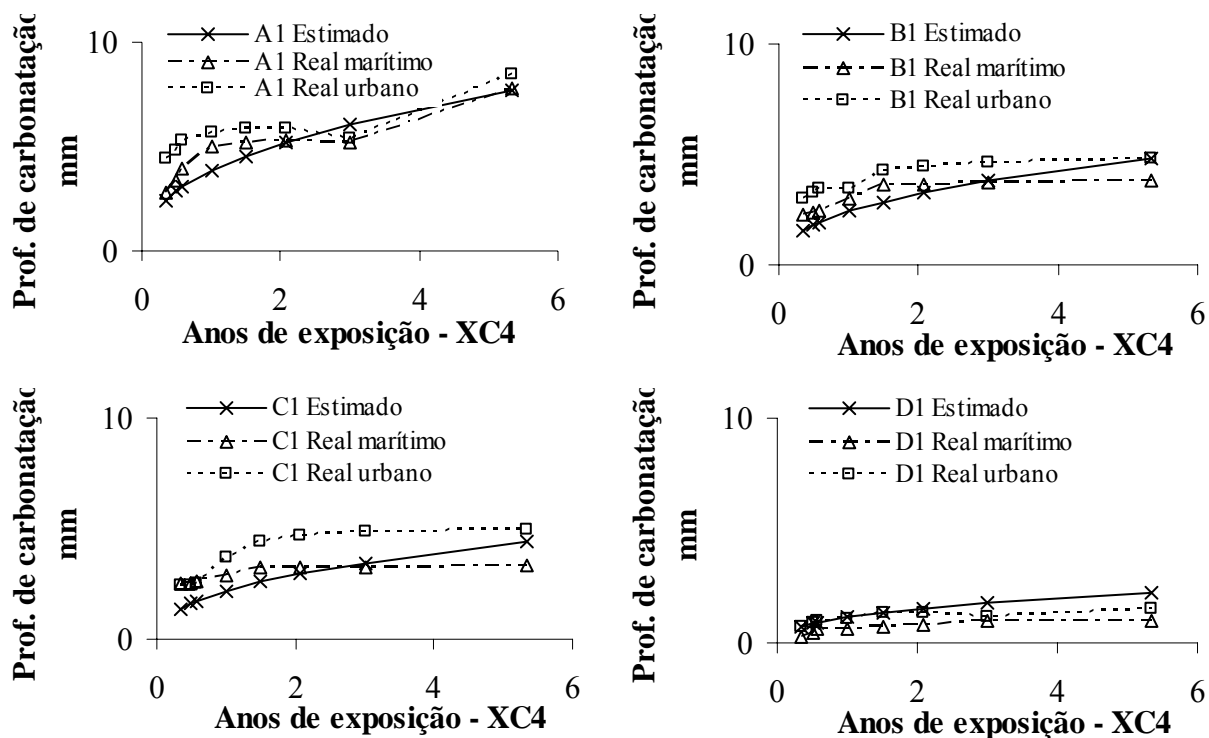 Prof. de carbonatação
mm
10
0
A1 Estimado
A1 Real marítimo
A1 Real urbano
0 2 4 6
Anos de exposição - XC4
Prof. de carbonatação
mm
10
0
B1 Estimado
B1 Real marítimo
B1 Real urbano
0 2 4 6
Anos de exposição - XC4
Prof. de carbonatação
mm
10
0
C1 Estimado
C1 Real marítimo
C1 Real urbano
0 2 4 6
Anos de exposição - XC4
Prof. de carbonatação
mm
10
0
D1 Estimado
D1 Real marítimo
D1 Real urbano
0 2 4 6
Anos de exposição - XC4